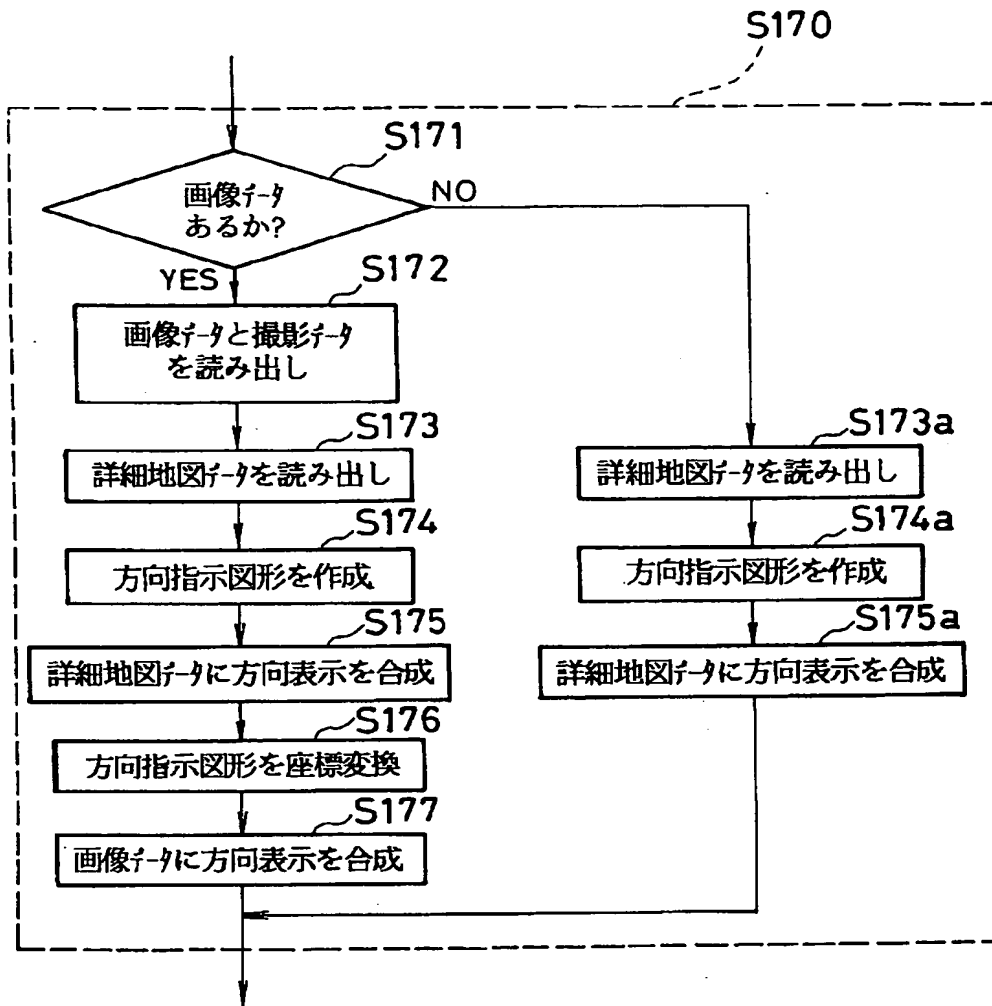 S170
S171
画像データ
あるか?
NO
YES
S172
画像データと撮影データ
を読み出し
S173
詳細地図データを読み出し
S173a
詳細地図データを読み出し
S174
方向指示図形を作成
S174a
方向指示図形を作成
S175
詳細地図データに方向表示を合成
S175a
詳細地図データに方向表示を合成
S176
方向指示図形を座標変換
S177
画像データに方向表示を合成